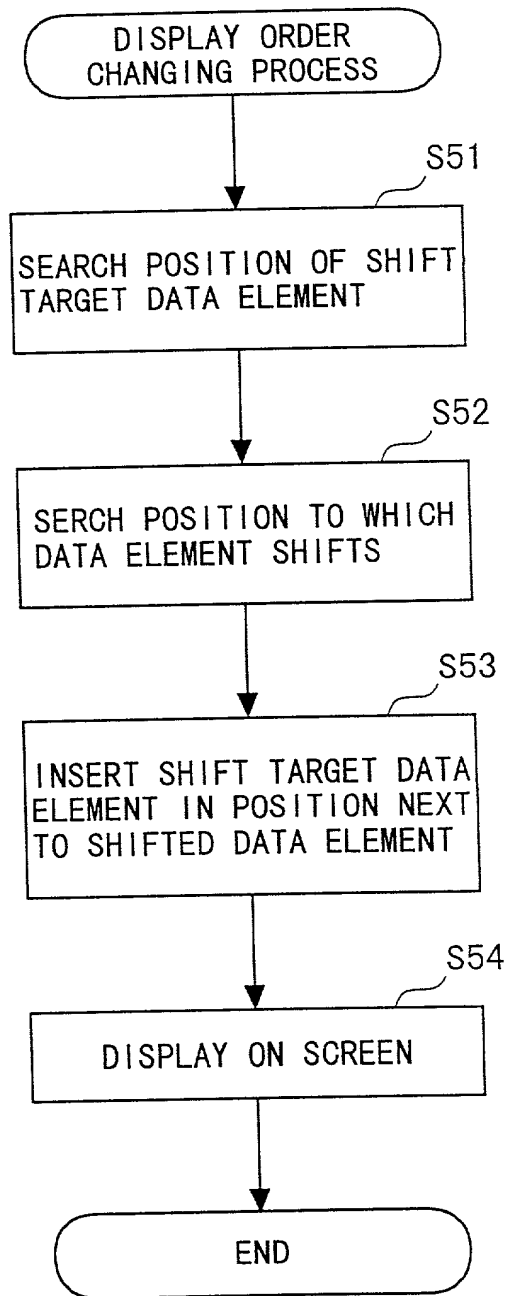 DISPLAY ORDER
CHANGING PROCESS
S51
SEARCH POSITION OF SHIFT
TARGET DATA ELEMENT
S52
SERCH POSITION TO WHICH
DATA ELEMENT SHIFTS
S53
INSERT SHIFT TARGET DATA
ELEMENT IN POSITION NEXT
TO SHIFTED DATA ELEMENT
S54
DISPLAY ON SCREEN
END